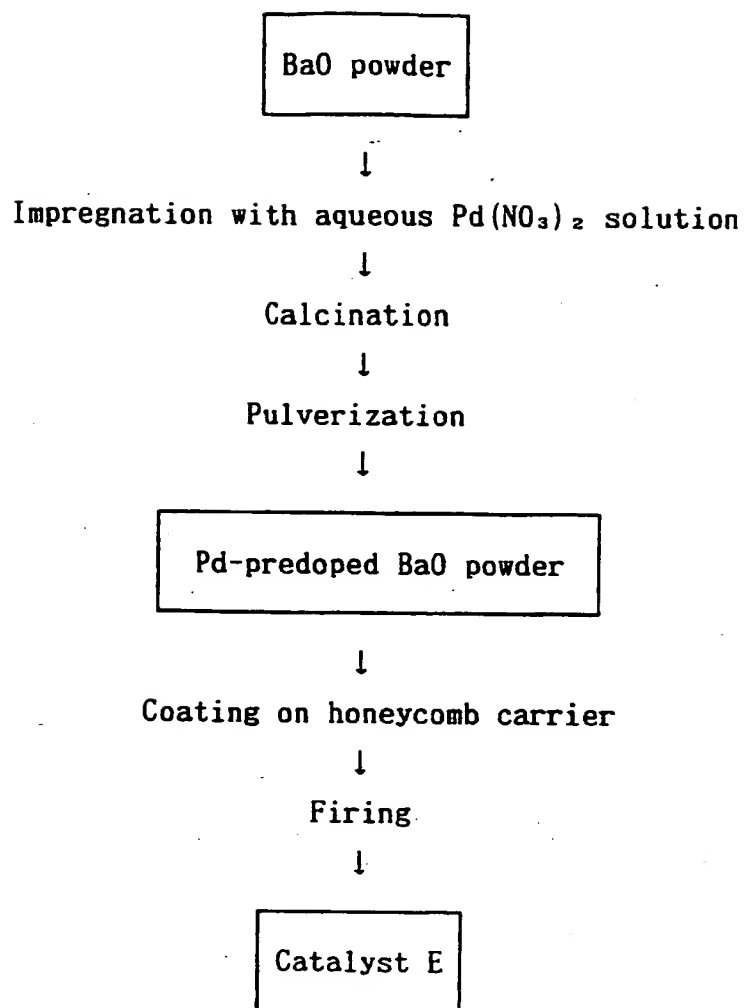 BaO powder
↓
Impregnation with aqueous Pd(NO₃)₂ solution
↓
Calcination
↓
Pulverization
↓
Pd-predoped BaO powder
↓
Coating on honeycomb carrier
↓
Firing
↓
Catalyst E